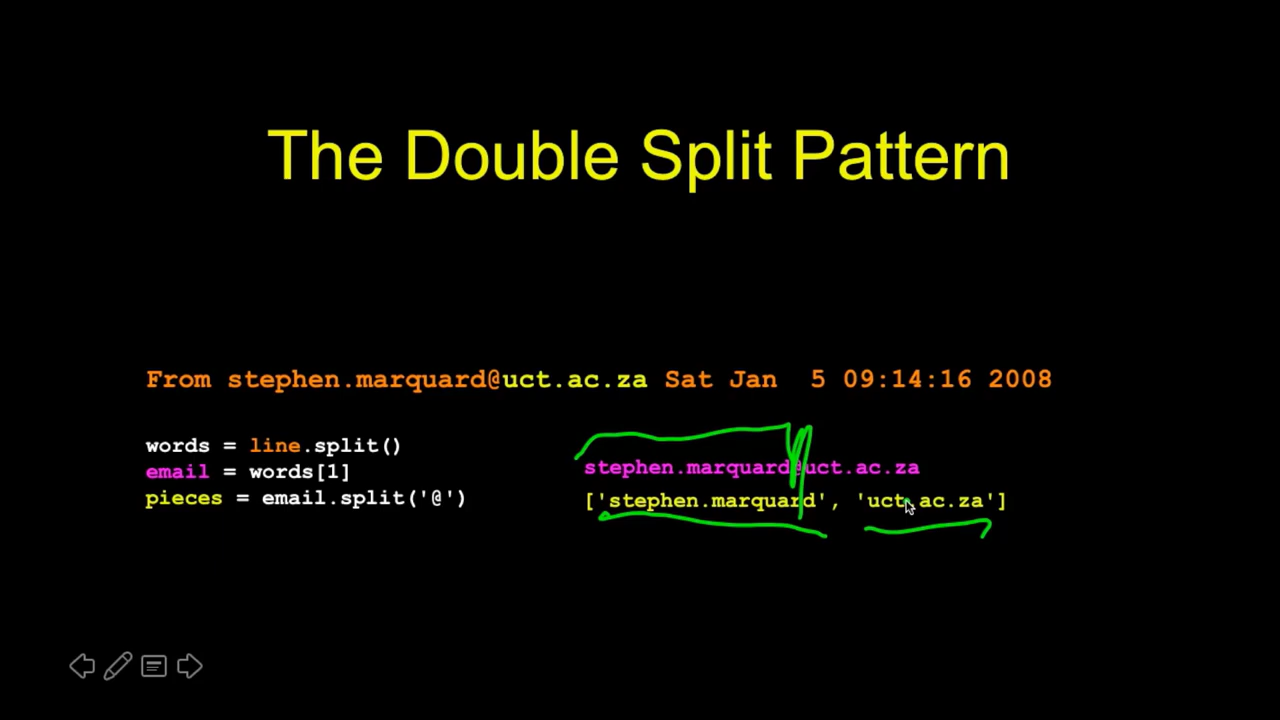 The Double Split Pattern
From stephen.marquard@uct.ac.za Sat Jan  5 09:14:16 2008
words = line.split()
email = words[1]
pieces = email.split('@')
stephen.marquard@uct.ac.za
['stephen.marquard', 'uct.ac.za']